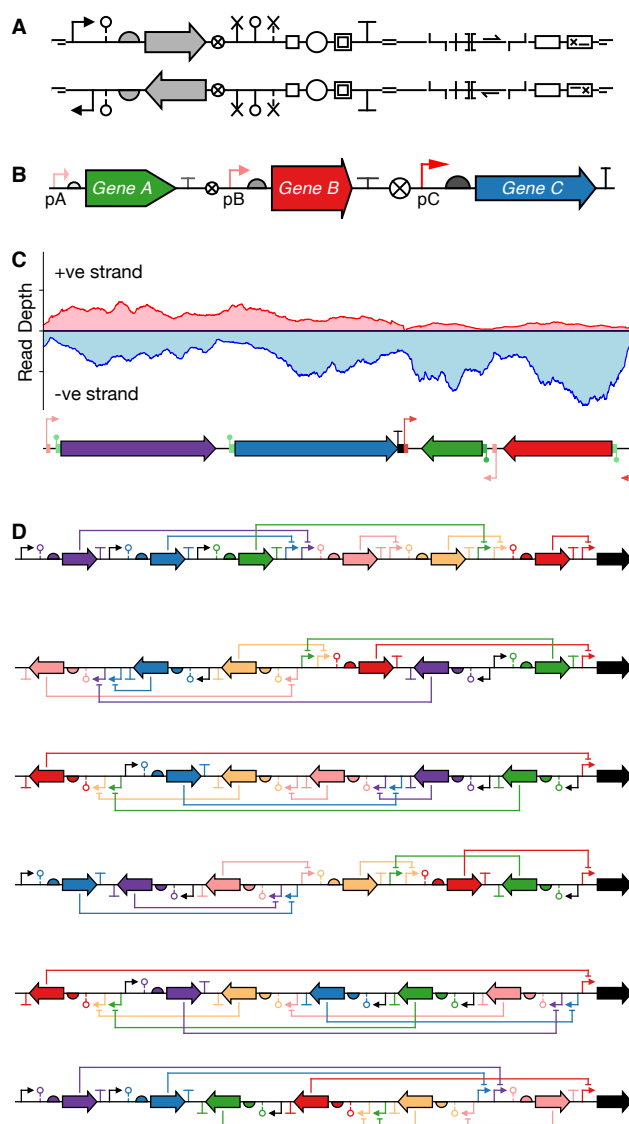 A
B
Gene A
Gene B
Gene C
pA
pB
pC
C
+ve strand
Read Depth
-ve strand
D